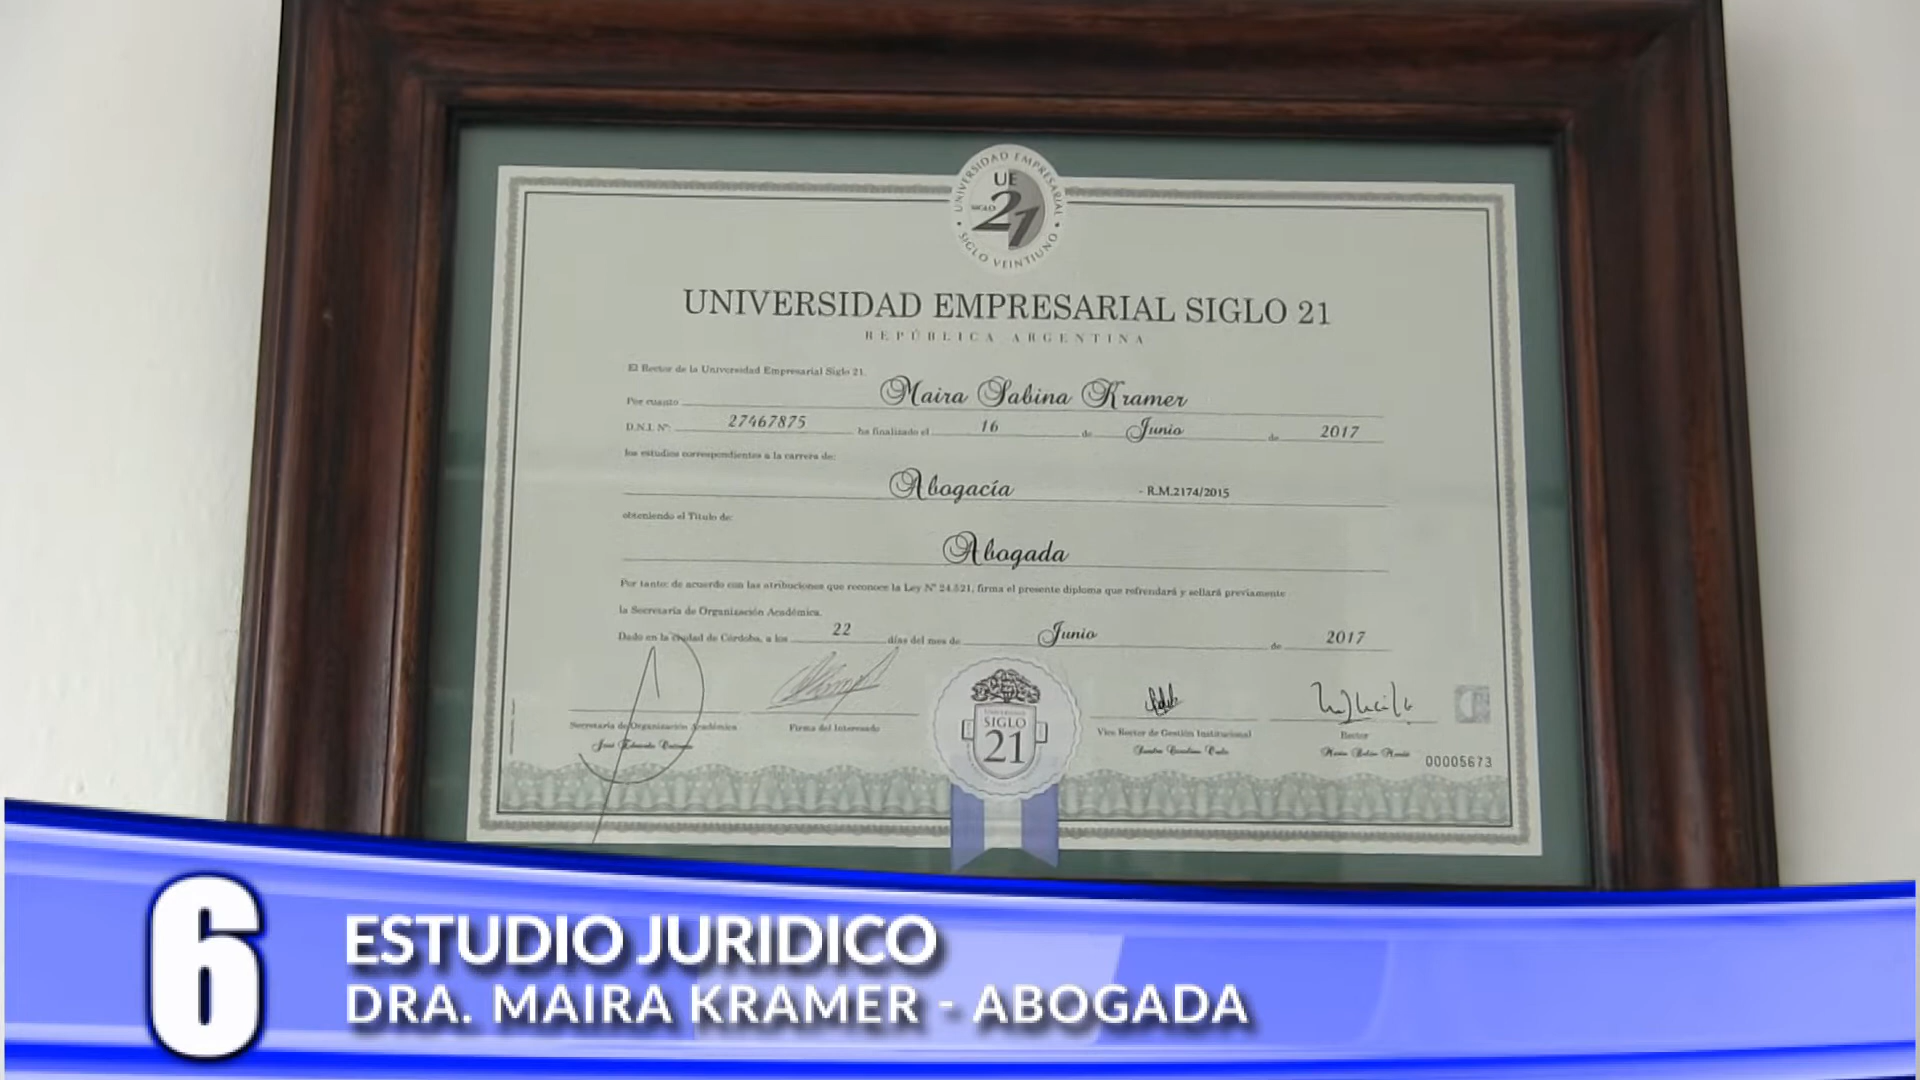 UNIVERSIDAD EMPRESARIAL
UE
SIGLO
21
SIGLO VEINTIUNO
UNIVERSIDAD EMPRESARIAL SIGLO 21
REPÚBLICA ARGENTINA
El Rector de la Universidad Empresarial Siglo 21.
Por cuanto Maira Sabina Kramer
D.N.I. Nº: 27467875 ha finalizado el 16 de Junio de 2017
los estudios correspondientes a la carrera de:
Abogacía - R.M.2174/2015
obteniendo el Título de:
Abogada
Por tanto: de acuerdo con las atribuciones que reconoce la Ley Nº 24.521, firma el presente diploma que refrendará y sellará previamente
la Secretaría de Organización Académica.
Dado en la ciudad de Córdoba, a los 22 días del mes de Junio de 2017
Secretaría de Organización Académica
Firma del Interesado
UNIVERSIDAD
SIGLO
21
Vice Rector de Gestión Institucional
Rector
00005673
6
ESTUDIO JURIDICO
DRA. MAIRA KRAMER - ABOGADA